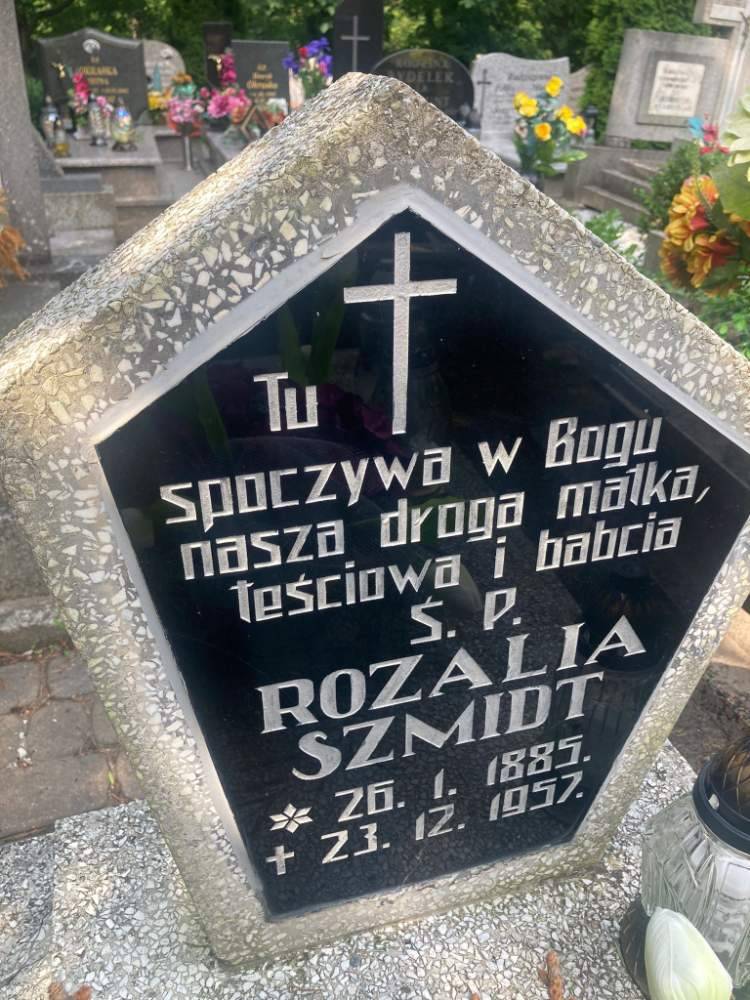 Tu
spoczywa w Bogu
nasza droga matka,
teściowa i babcia
Ś. P.
ROZALIA
SZMIDT
* 26. 1. 1885.
+ 23. 12. 1957.